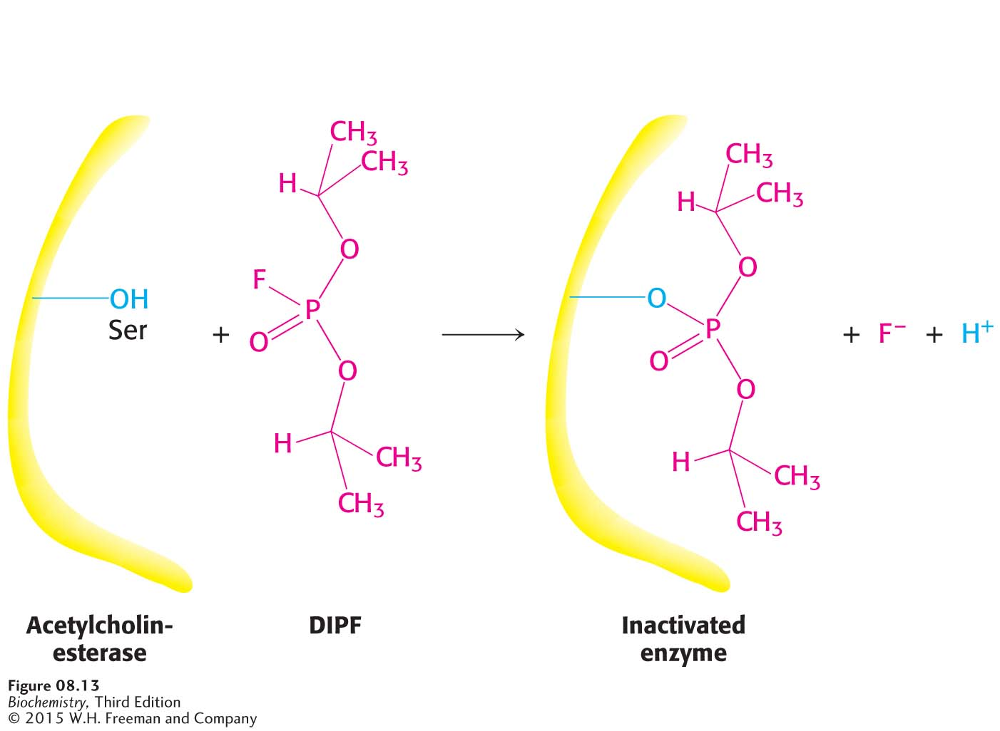 CH₃
CH₃
H
O
F
P
O
O
H
CH₃
CH₃
OH
Ser
+
CH₃
CH₃
H
O
O
P
O
O
H
CH₃
CH₃
+ F⁻ + H⁺
Acetylcholin-
esterase
DIPF
Inactivated
enzyme
Figure 08.13
Biochemistry, Third Edition
© 2015 W.H. Freeman and Company